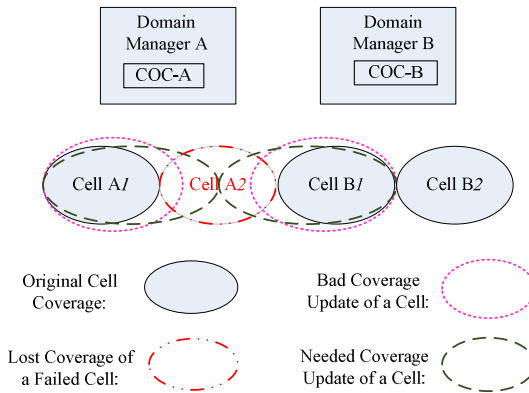 Domain
Manager A
COC-A
Domain
Manager B
COC-B
Cell A1
Cell A2
Cell B1
Cell B2
Original Cell
Coverage:
Bad Coverage
Update of a Cell:
Lost Coverage of
a Failed Cell:
Needed Coverage
Update of a Cell: